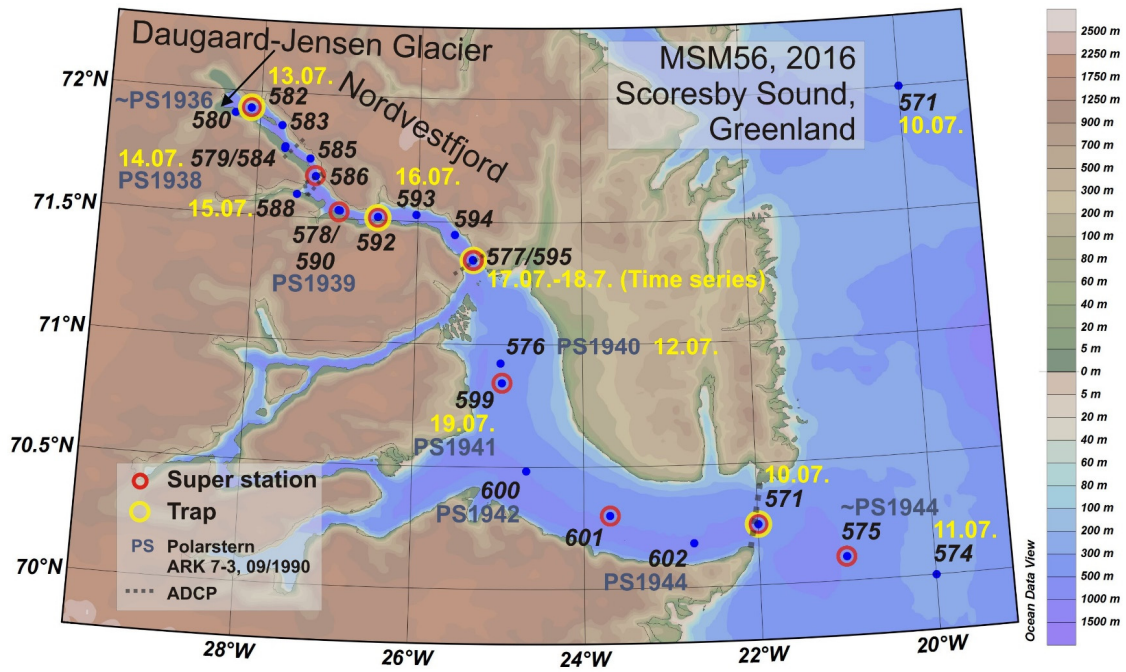 Daugaard-Jensen Glacier
MSM56, 2016
Scoresby Sound,
Greenland
72°N
71.5°N
71°N
70.5°N
70°N
28°W
26°W
24°W
22°W
20°W
Nordvestfjord
~PS1936
13.07.
582
580
583
14.07.
579/584
585
PS1938
586
16.07.
15.07.
588
593
594
578/
590
592
PS1939
577/595
17.07.-18.7. (Time series)
576
PS1940
12.07.
599
19.07.
PS1941
600
PS1942
601
602
PS1944
10.07.
571
~PS1944
575
11.07.
574
571
10.07.
Super station
Trap
PS Polarstern
ARK 7-3, 09/1990
ADCP
Ocean Data View
2500 m
2250 m
1750 m
1250 m
900 m
700 m
500 m
300 m
200 m
100 m
80 m
60 m
40 m
20 m
5 m
0 m
5 m
20 m
40 m
60 m
80 m
100 m
200 m
300 m
500 m
1000 m
1500 m